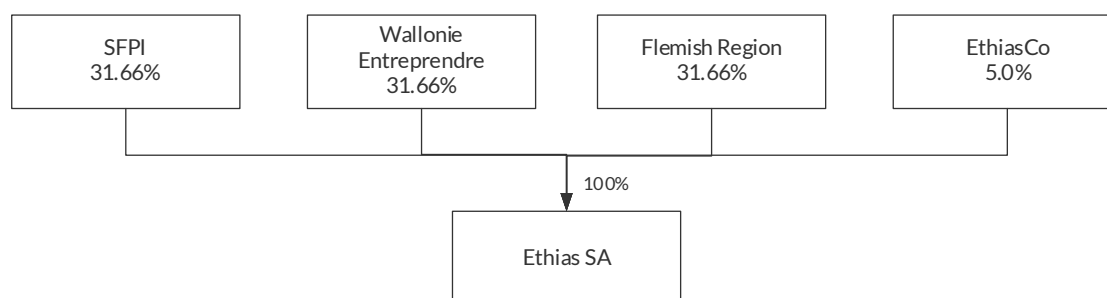 SFPI
31.66%
Wallonie
Entreprendre
31.66%
Flemish Region
31.66%
EthiasCo
5.0%
100%
Ethias SA